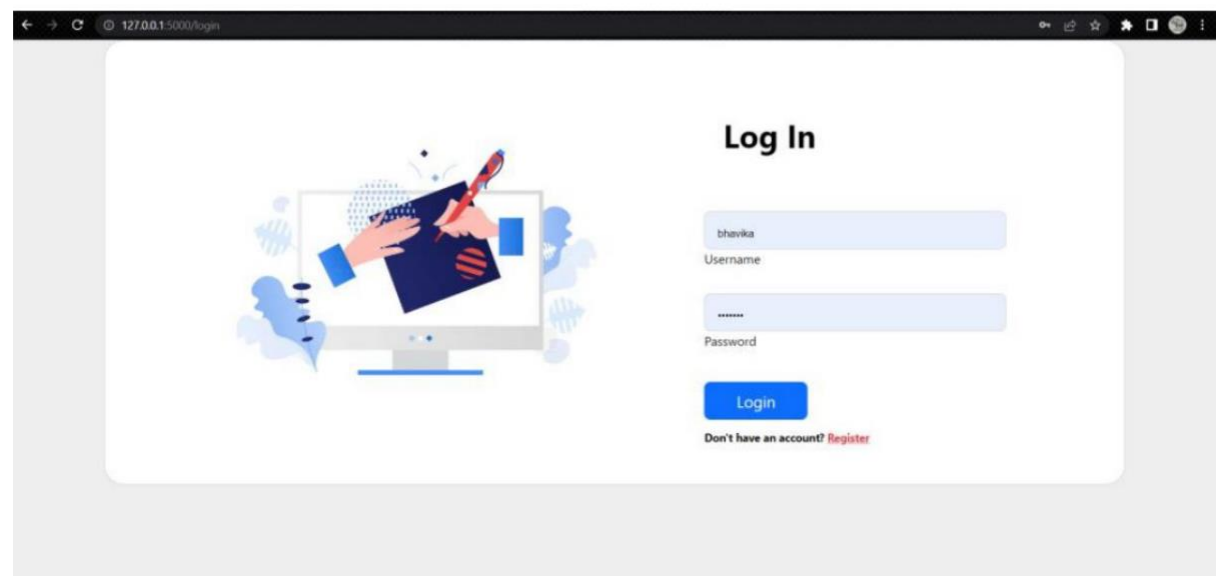 127.0.0.1:5000/login
Log In
bhavika
Username
•••••••
Password
Login
Don't have an account? Register